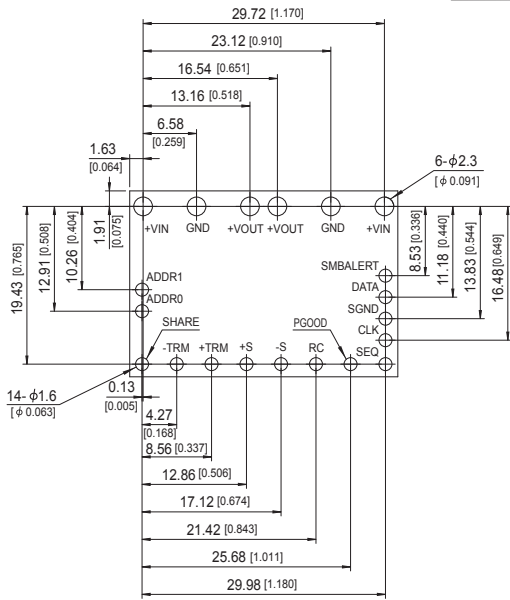 29.72 [1.170]
23.12 [0.910]
16.54 [0.651]
13.16 [0.518]
6.58
[0.259]
1.63
[0.064]
6-ϕ2.3
[ϕ 0.091]
1.91
[0.075]
+VIN
GND
+VOUT
+VOUT
GND
+VIN
19.43 [0.765]
12.91 [0.508]
10.26 [0.404]
8.53 [0.336]
11.18 [0.440]
13.83 [0.544]
16.48 [0.649]
ADDR1
ADDR0
SMBALERT
DATA
SGND
CLK
SEQ
SHARE
-TRM
+TRM
+S
-S
RC
PGOOD
14-ϕ1.6
[ϕ 0.063]
0.13
[0.005]
4.27
[0.168]
8.56 [0.337]
12.86 [0.506]
17.12 [0.674]
21.42 [0.843]
25.68 [1.011]
29.98 [1.180]